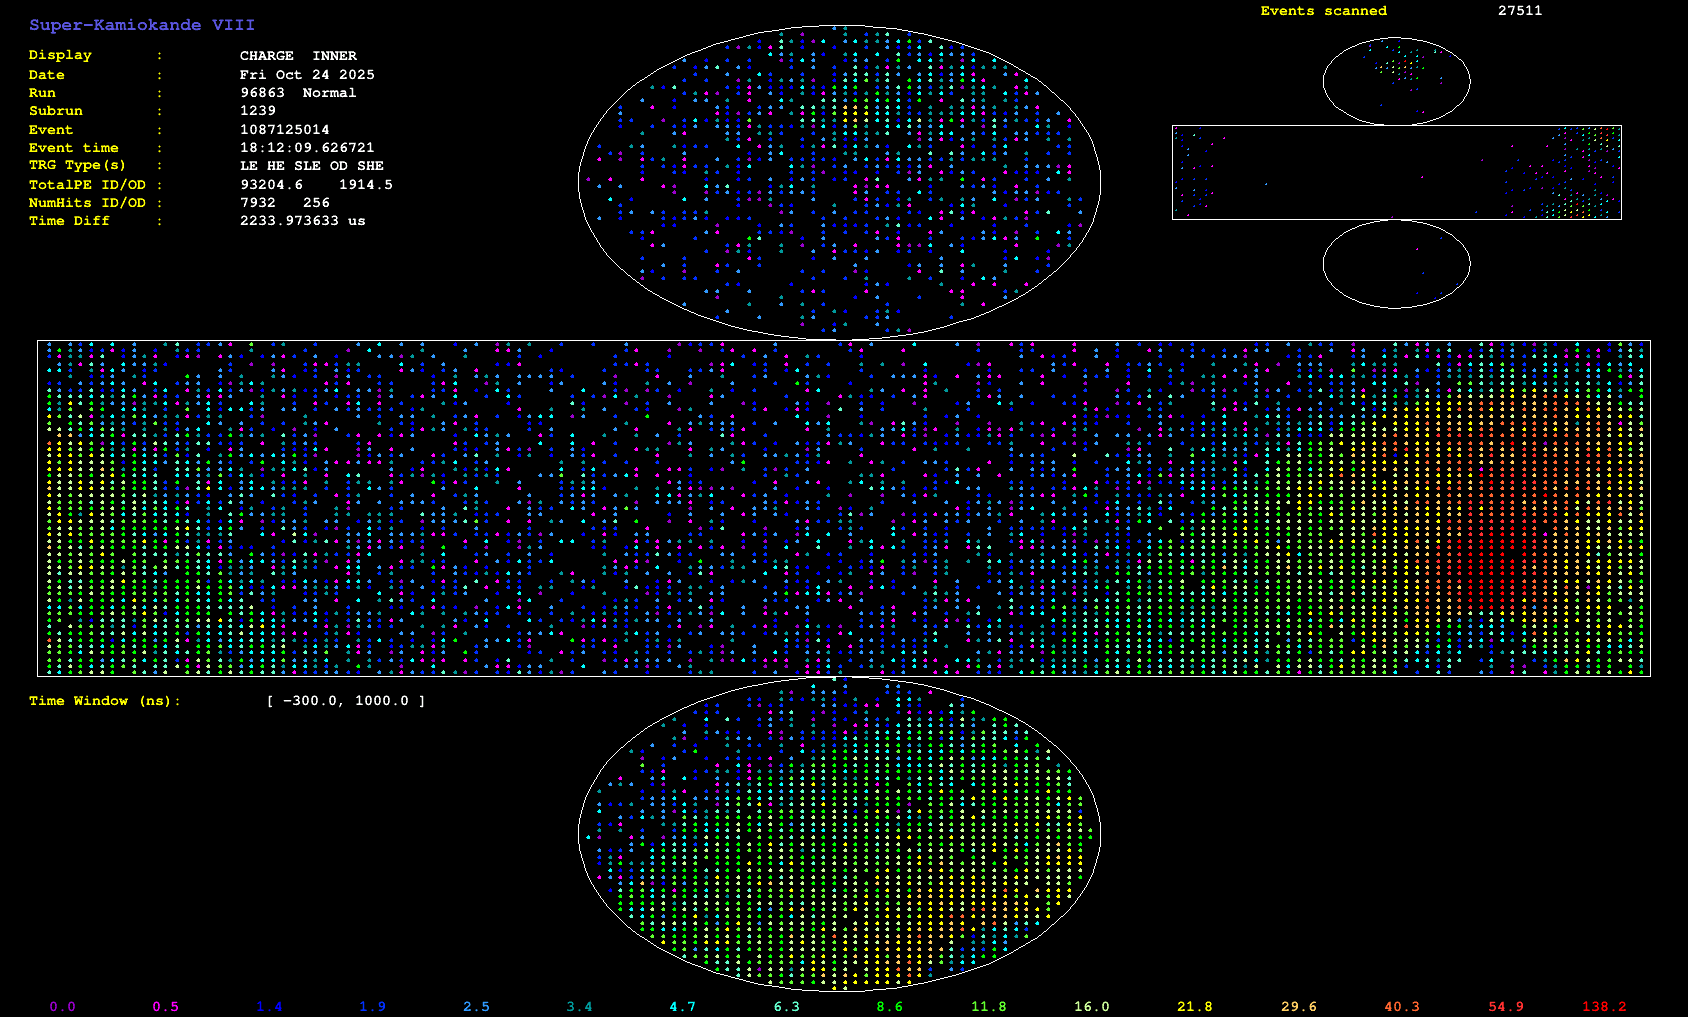 Super-Kamiokande VIII
Events scanned 27511
Display : CHARGE INNER
Date : Fri Oct 24 2025
Run : 96863 Normal
Subrun : 1239
Event : 1087125014
Event time : 18:12:09.626721
TRG Type(s) : LE HE SLE OD SHE
TotalPE ID/OD : 93204.6 1914.5
NumHits ID/OD : 7932 256
Time Diff : 2233.973633 us
Time Window (ns): [ -300.0, 1000.0 ]
0.0 0.5 1.4 1.9 2.5 3.4 4.7 6.3 8.6 11.8 16.0 21.8 29.6 40.3 54.9 138.2